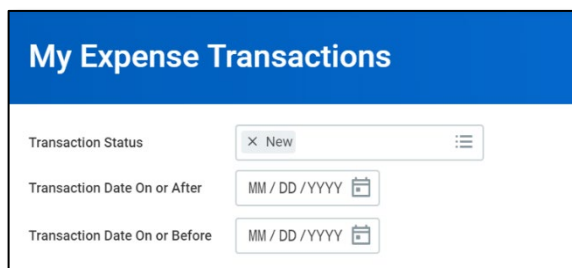 My Expense Transactions
Transaction Status × New
Transaction Date On or After MM / DD / YYYY
Transaction Date On or Before MM / DD / YYYY